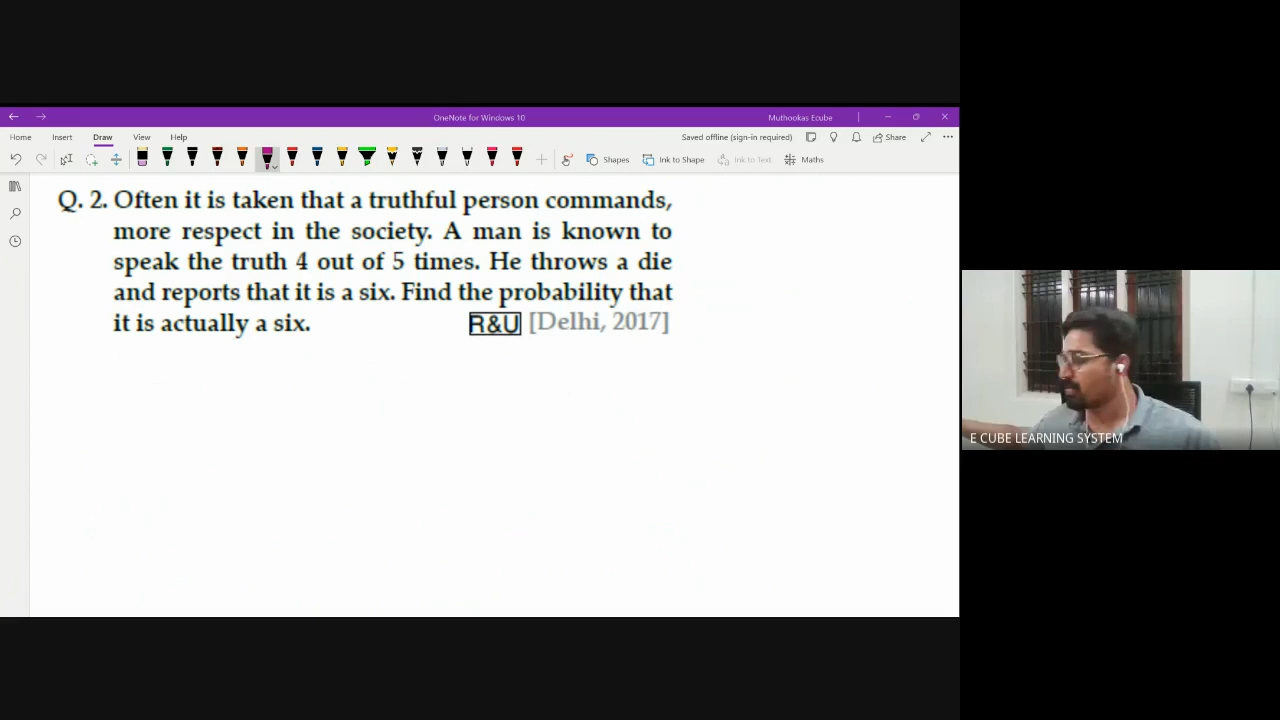 OneNote for Windows 10
Muthookas Ecube
Home Insert Draw View Help
Saved offline (sign-in required) Share
Shapes Ink to Shape Ink to Text Maths
Q. 2. Often it is taken that a truthful person commands,
more respect in the society. A man is known to
speak the truth 4 out of 5 times. He throws a die
and reports that it is a six. Find the probability that
it is actually a six. R&U [Delhi, 2017]
E CUBE LEARNING SYSTEM